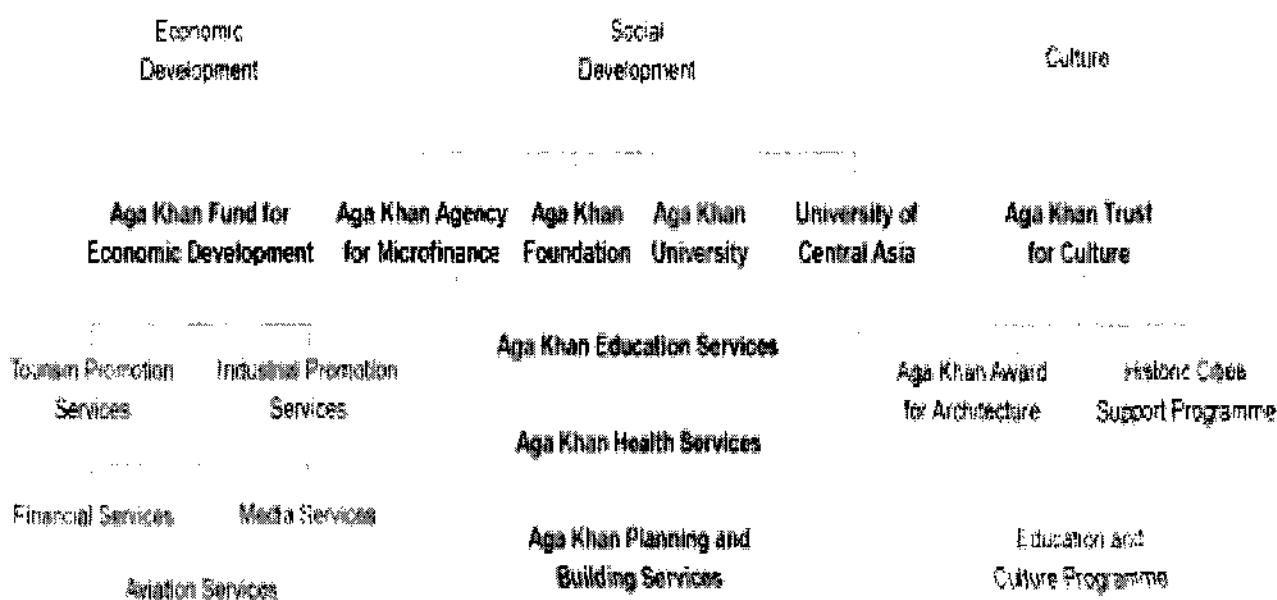 Economic
Development
Social
Development
Culture
Aga Khan Fund for
Economic Development
Aga Khan Agency
for Microfinance
Aga Khan
Foundation
Aga Khan
University
University of
Central Asia
Aga Khan Trust
for Culture
Tourism Promotion
Services
Industrial Promotion
Services
Aga Khan Education Services
Aga Khan Award
for Architecture
Historic Cities
Support Programme
Aga Khan Health Services
Financial Services
Media Services
Aga Khan Planning and
Building Services
Education and
Culture Programme
Aviation Services